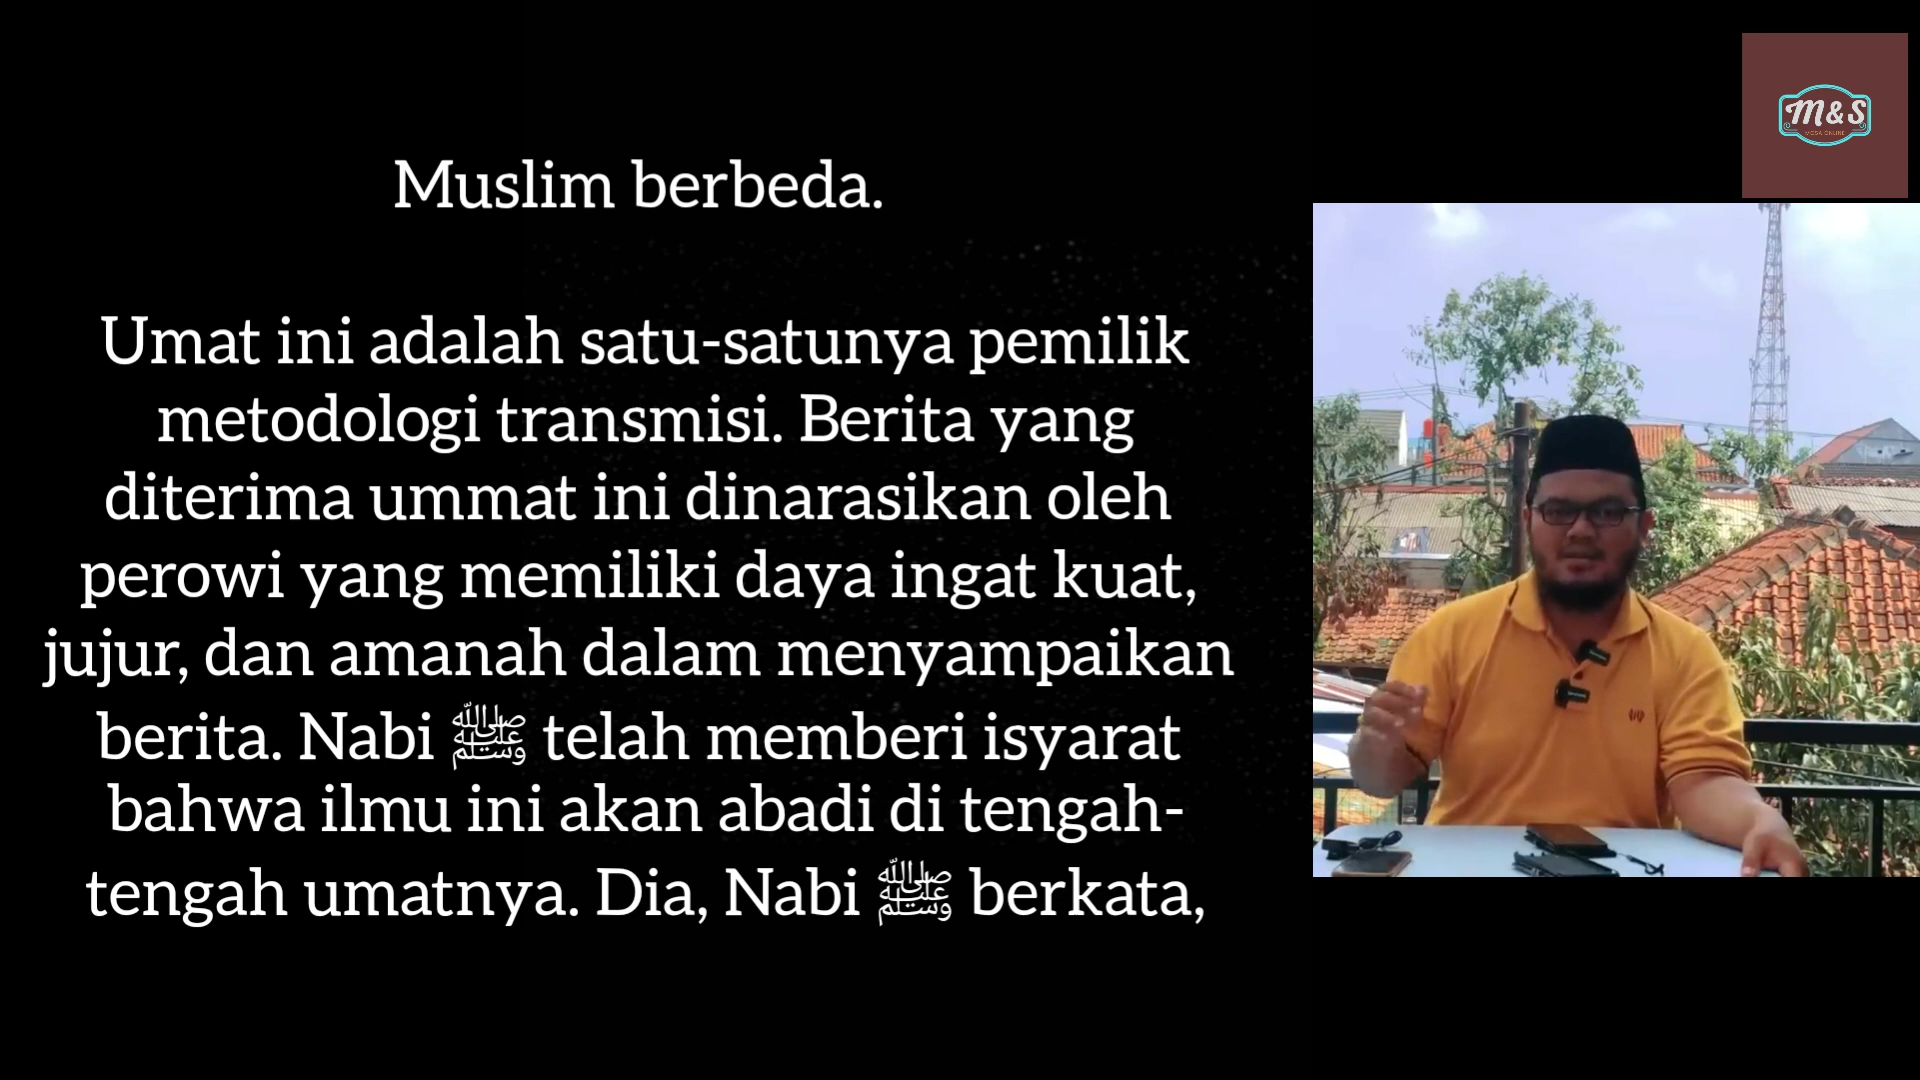 M & S
MOSA ONLINE
Muslim berbeda.
Umat ini adalah satu-satunya pemilik
metodologi transmisi. Berita yang
diterima ummat ini dinarasikan oleh
perowi yang memiliki daya ingat kuat,
jujur, dan amanah dalam menyampaikan
berita. Nabi ﷺ telah memberi isyarat
bahwa ilmu ini akan abadi di tengah-
tengah umatnya. Dia, Nabi ﷺ berkata,